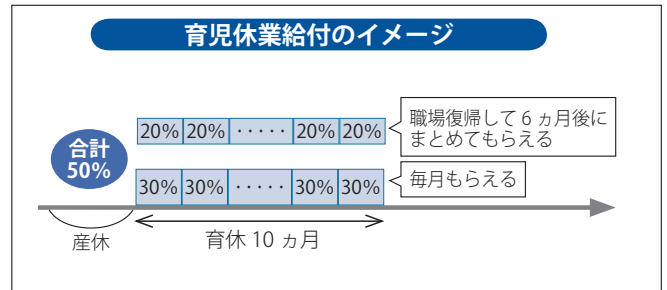 育児休業給付のイメージ
20% 20% ····· 20% 20%
職場復帰して6ヵ月後に
まとめてもらえる
合計
50%
30% 30% ····· 30% 30%
毎月もらえる
産休
育休10ヵ月